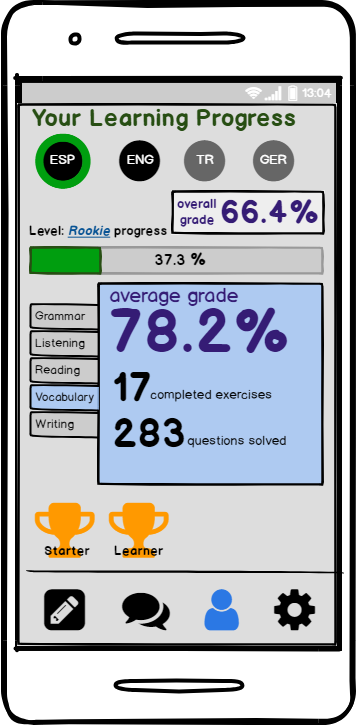 13:04
Your Learning Progress
ESP ENG TR GER
overall
grade 66.4%
Level: Rookie progress
37.3 %
average grade
78.2%
Grammar
Listening
Reading
Vocabulary
Writing
17 completed exercises
283 questions solved
Starter Learner